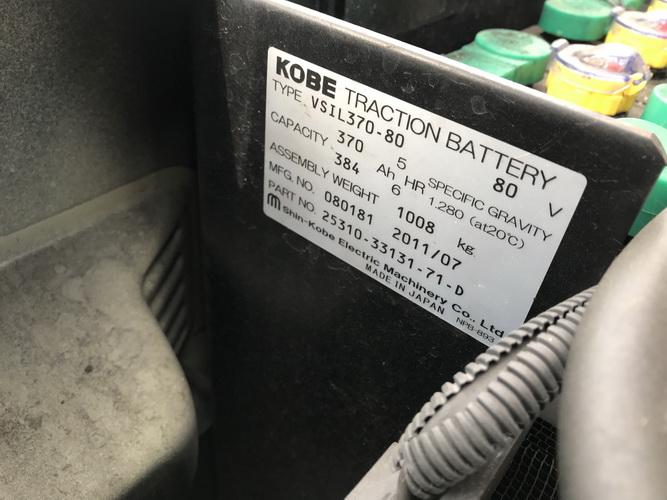 KOBE TRACTION BATTERY
TYPE VSIL370-80 80 V
CAPACITY 370 Ah 5 HR SPECIFIC GRAVITY
384 6 1.280 (at20℃)
ASSEMBLY WEIGHT 1008 kg
MFG. NO. 080181 2011/07
PART NO. 25310-33131-71-D
Shin-Kobe Electric Machinery Co., Ltd
MADE IN JAPAN NPB-893